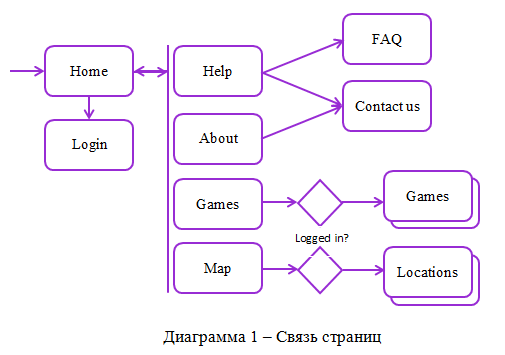 FAQ
Home
Help
Contact us
Login
About
Games
Games
Logged in?
Map
Locations
Диаграмма 1 – Связь страниц